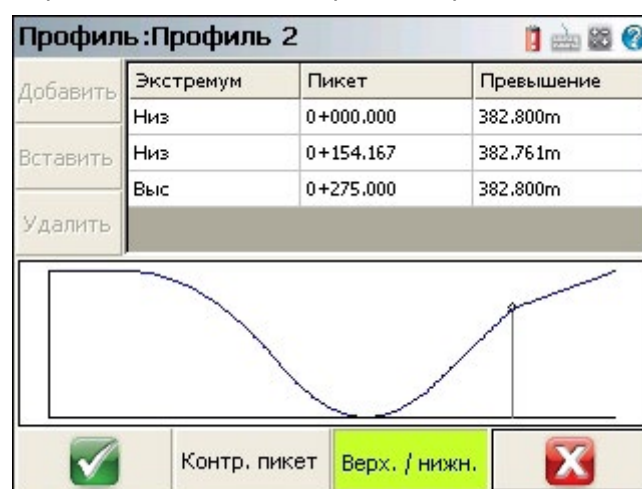 Профиль:Профиль 2
Добавить
Вставить
Удалить
Экстремум Пикет Превышение
Низ 0+000.000 382.800m
Низ 0+154.167 382.761m
Выс 0+275.000 382.800m
Контр. пикет Верх. / нижн.